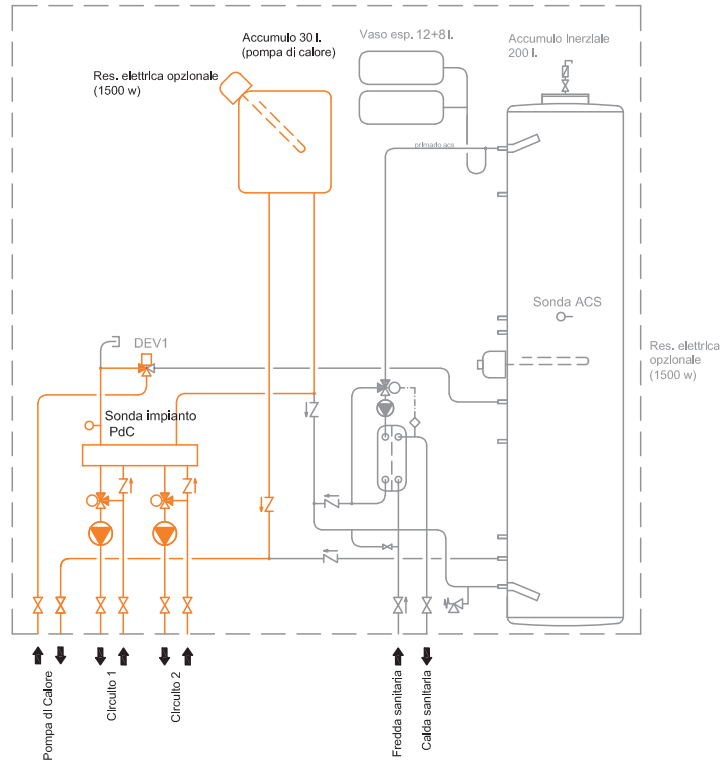 Accumulo 30 l.
(pompa di calore)
Vaso esp. 12+8 l.
Accumulo Inerziale
200 l.
Res. elettrica opzionale
(1500 w)
primario acs
Sonda ACS
DEV1
Res. elettrica
opzionale
(1500 w)
Sonda impianto
PdC
Pompa di Calore
Circuito 1
Circuito 2
Fredda sanitaria
Calda sanitaria